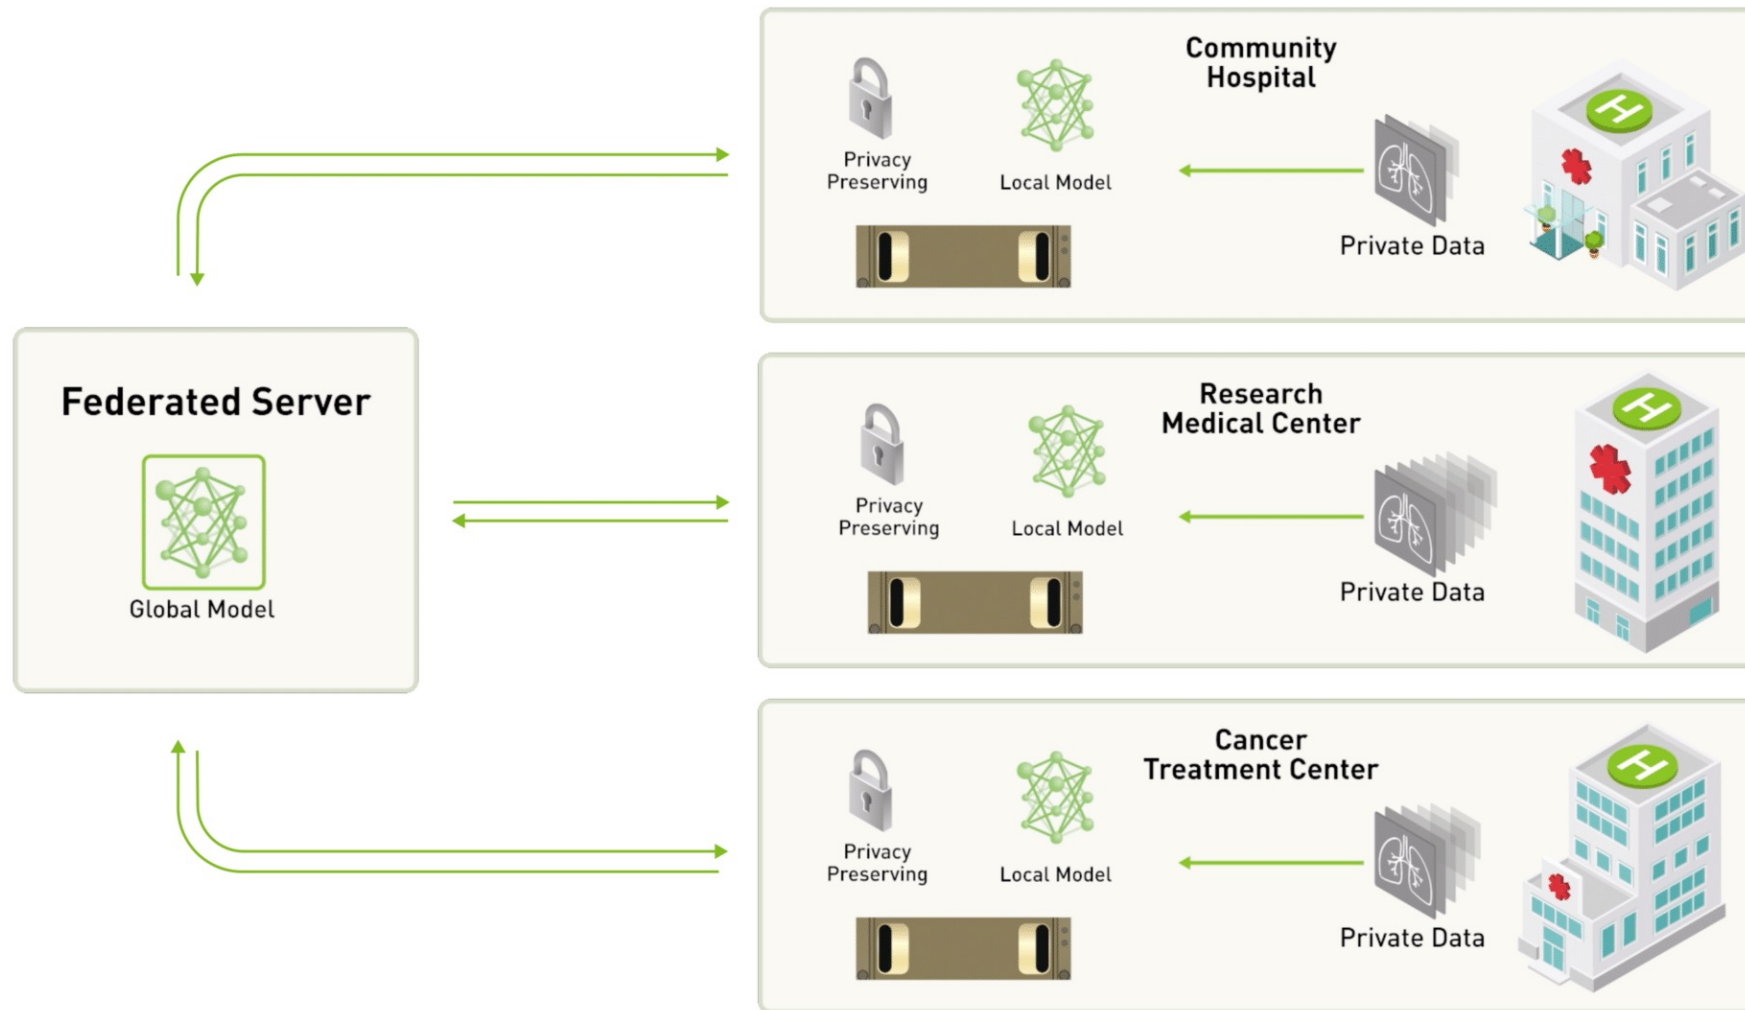 Community
Hospital
Privacy
Preserving
Local Model
Private Data
H
Federated Server
Global Model
Research
Medical Center
Privacy
Preserving
Local Model
Private Data
H
Cancer
Treatment Center
Privacy
Preserving
Local Model
Private Data
H